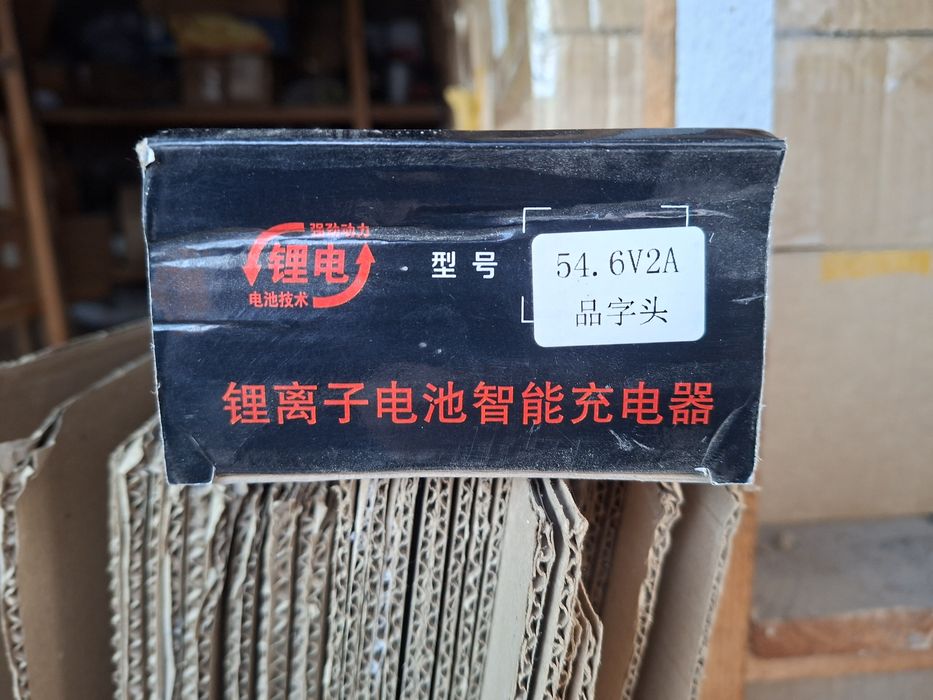 强劲动力
锂电
电池技术
型号
54.6V2A
品字头
锂离子电池智能充电器